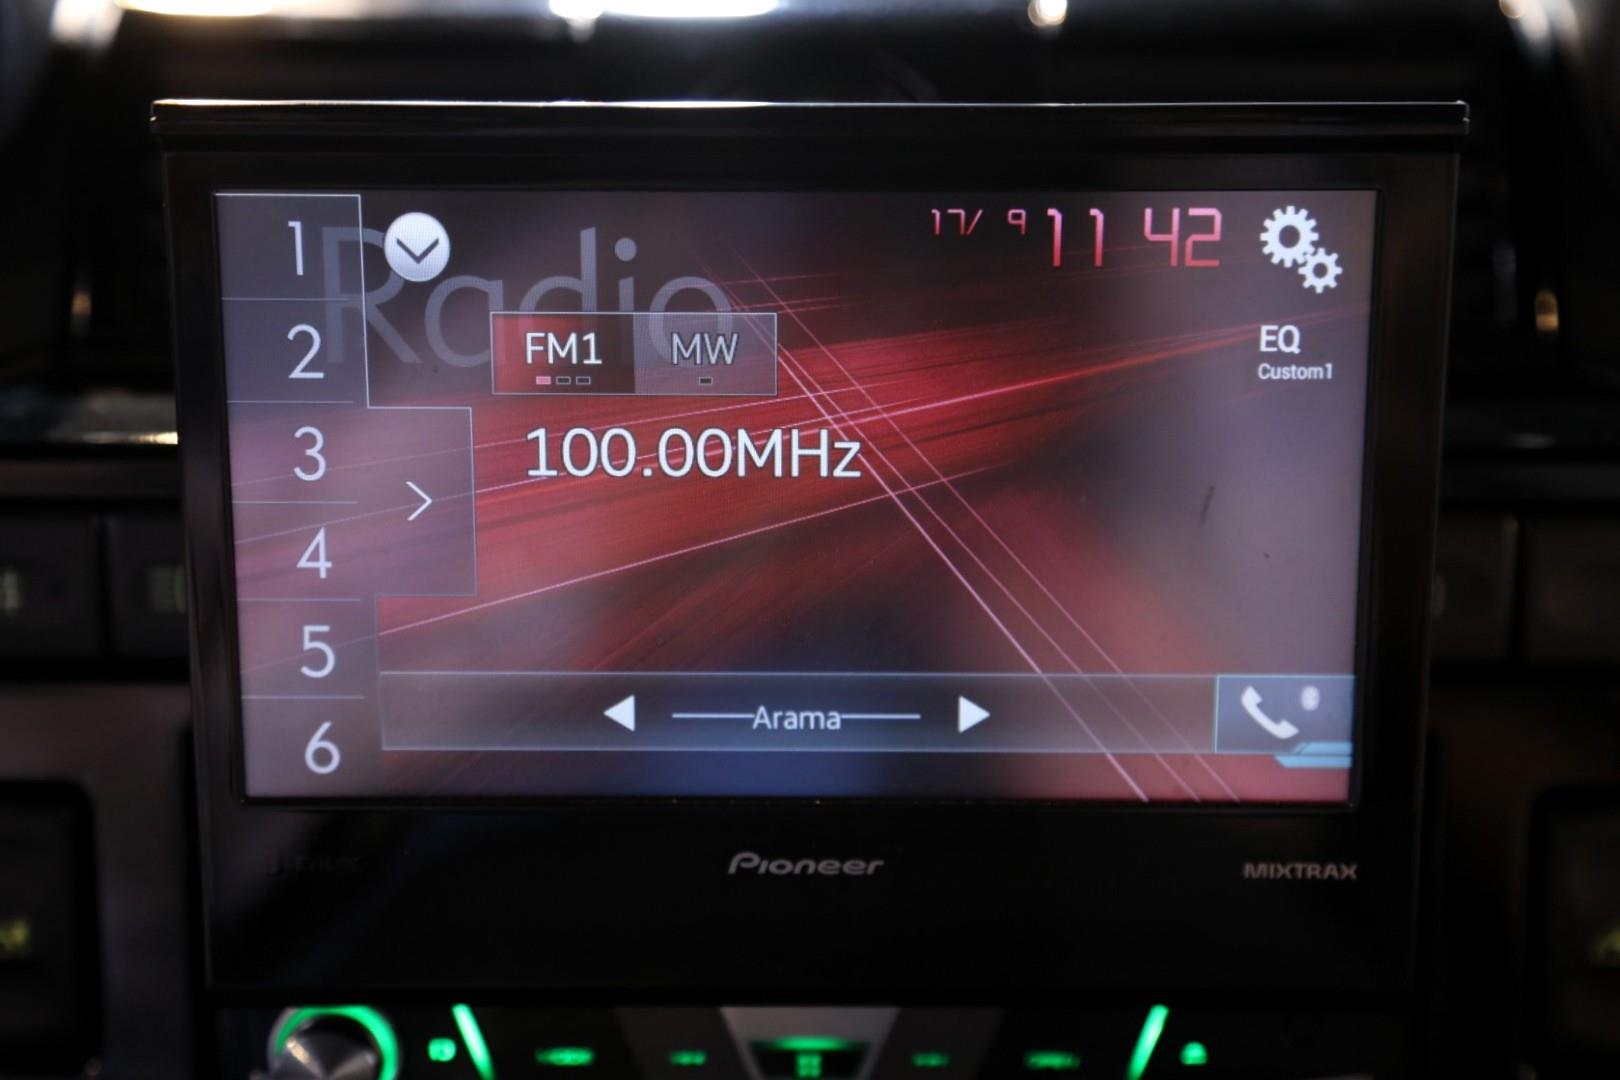 Radio
17/ 9 11 42
1
2
3
4
5
6
FM1 MW
EQ
Custom1
100.00MHz
Arama
Pioneer
MIXTRAX